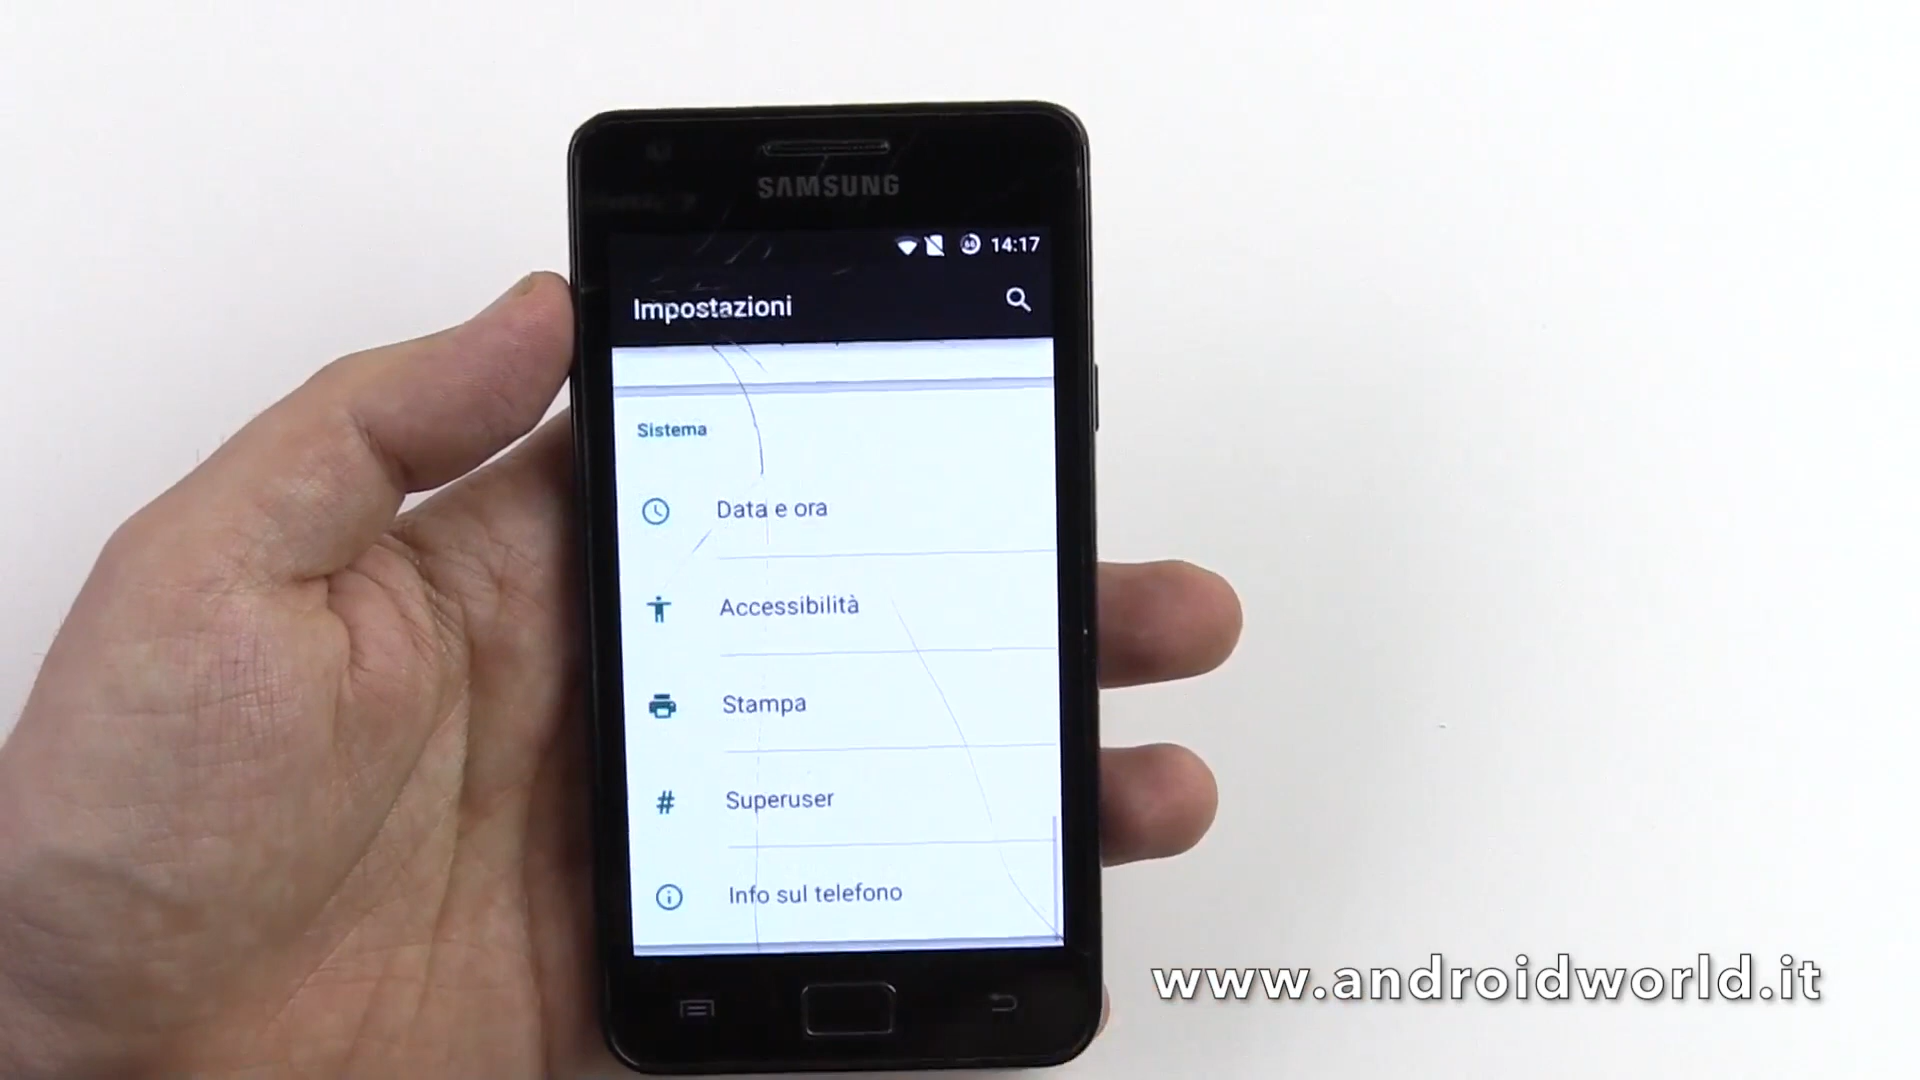 SAMSUNG
14:17
Impostazioni
Sistema
Data e ora
Accessibilità
Stampa
# Superuser
Info sul telefono
www.androidworld.it